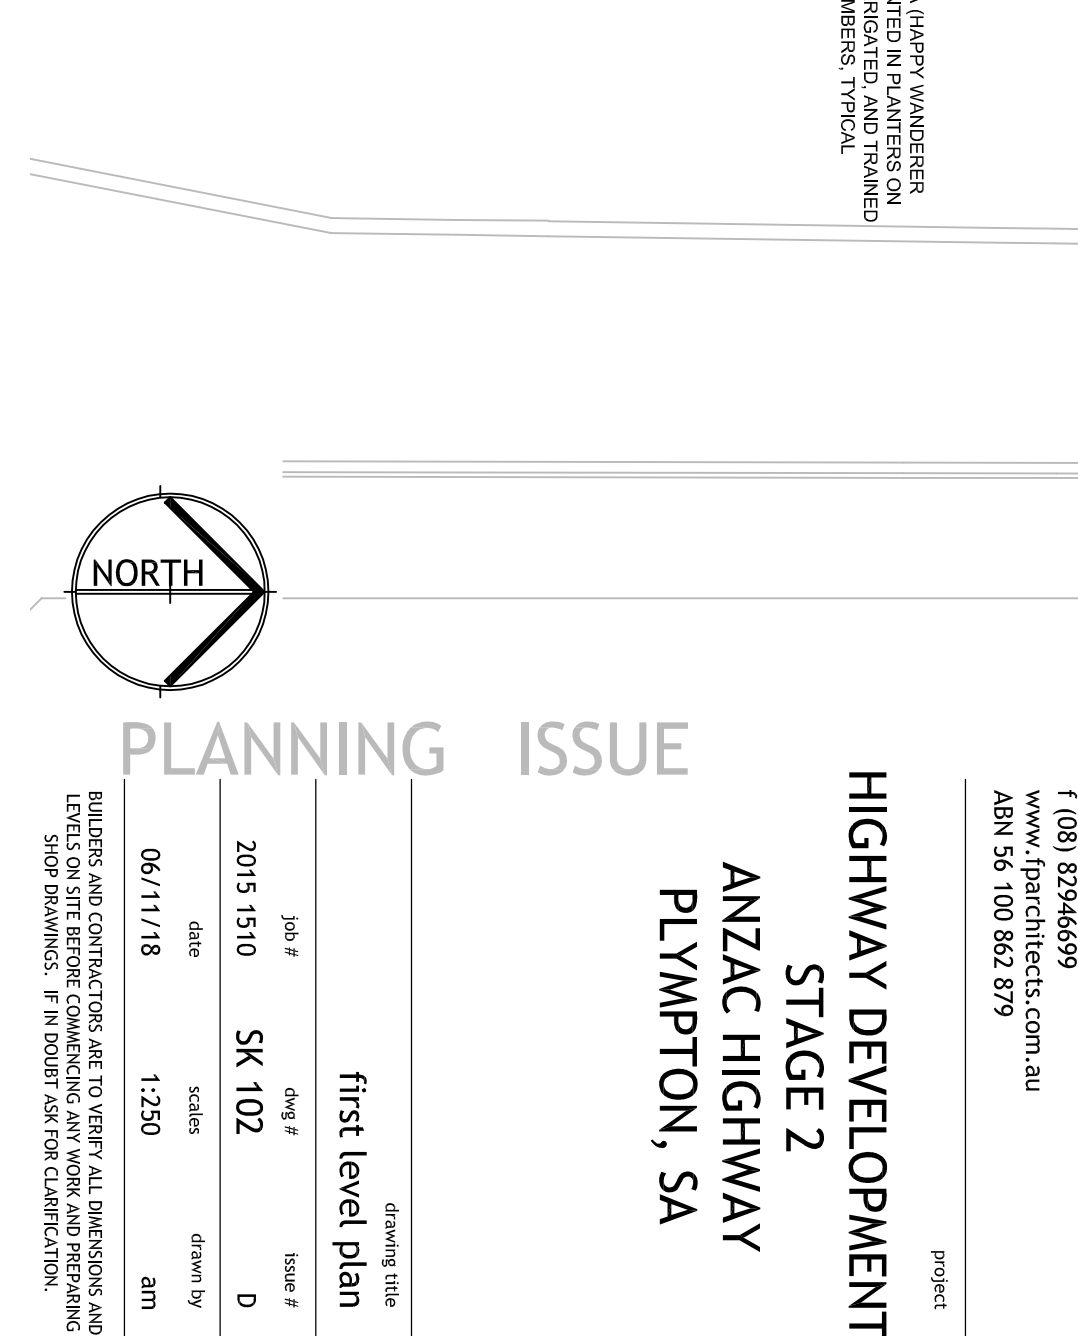 A (HAPPY WANDERER
NTED IN PLANTERS ON
RIGATED, AND TRAINED
MBERS, TYPICAL
NORTH
PLANNING ISSUE
f (08) 82946699
www.fparchitects.com.au
ABN 56 100 862 879
project
HIGHWAY DEVELOPMENT
STAGE 2
ANZAC HIGHWAY
PLYMPTON, SA
drawing title
first level plan
job # dwg # issue #
2015 1510 SK 102 D
date scales drawn by
06/11/18 1:250 am
BUILDERS AND CONTRACTORS ARE TO VERIFY ALL DIMENSIONS AND
LEVELS ON SITE BEFORE COMMENCING ANY WORK AND PREPARING
SHOP DRAWINGS. IF IN DOUBT ASK FOR CLARIFICATION.